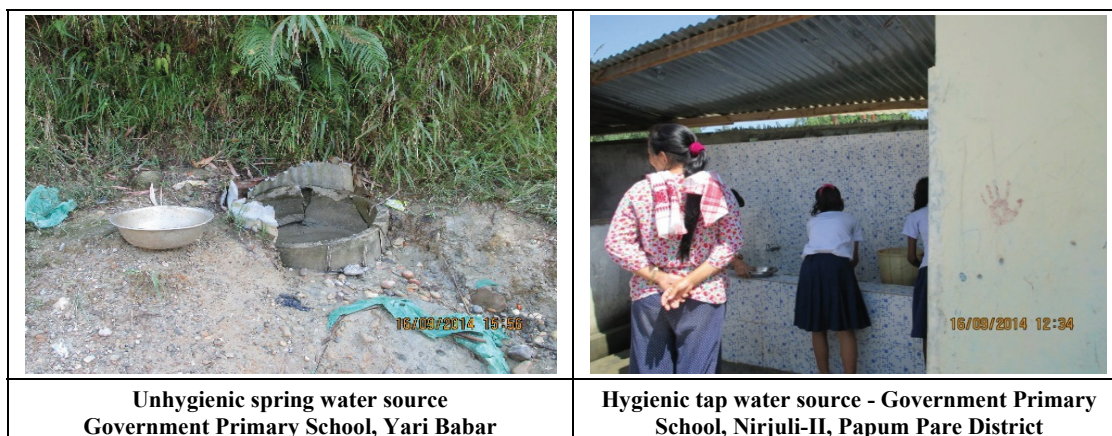 16/09/2014 15:56
16/09/2014 12:34
Unhygienic spring water source
Government Primary School, Yari Babar
Hygienic tap water source - Government Primary
School, Nirjuli-II, Papum Pare District